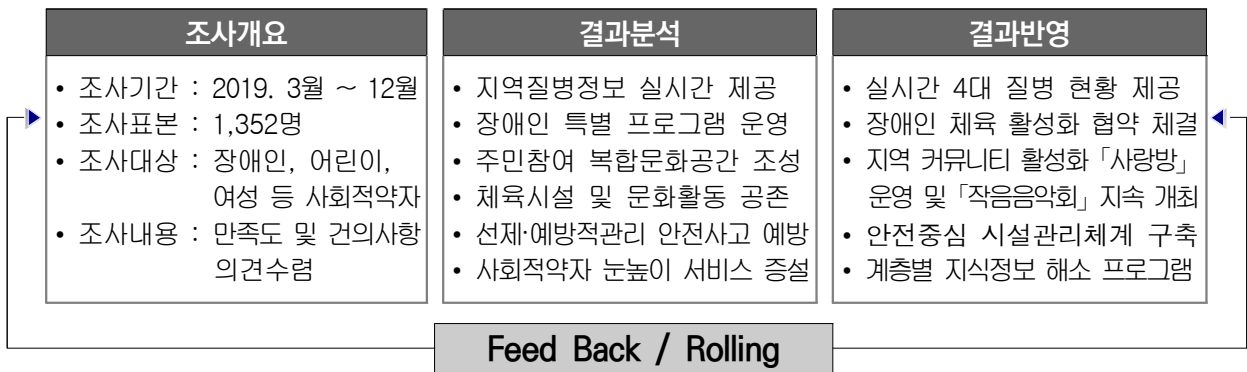 조사개요
• 조사기간 : 2019. 3월 ~ 12월
• 조사표본 : 1,352명
• 조사대상 : 장애인, 어린이,
여성 등 사회적약자
• 조사내용 : 만족도 및 건의사항
의견수렴
결과분석
• 지역질병정보 실시간 제공
• 장애인 특별 프로그램 운영
• 주민참여 복합문화공간 조성
• 체육시설 및 문화활동 공존
• 선제·예방적관리 안전사고 예방
• 사회적약자 눈높이 서비스 증설
결과반영
• 실시간 4대 질병 현황 제공
• 장애인 체육 활성화 협약 체결
• 지역 커뮤니티 활성화「사랑방」
운영 및「작음음악회」지속 개최
• 안전중심 시설관리체계 구축
• 계층별 지식정보 해소 프로그램
Feed Back / Rolling